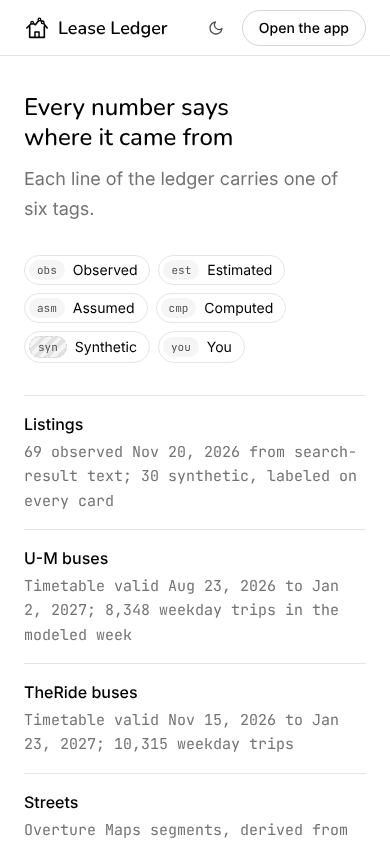 Lease Ledger
Open the app
Every number says
where it came from
Each line of the ledger carries one of
six tags.
obs Observed
est Estimated
asm Assumed
cmp Computed
syn Synthetic
you You
Listings
69 observed Nov 20, 2026 from search-
result text; 30 synthetic, labeled on
every card
U-M buses
Timetable valid Aug 23, 2026 to Jan
2, 2027; 8,348 weekday trips in the
modeled week
TheRide buses
Timetable valid Nov 15, 2026 to Jan
23, 2027; 10,315 weekday trips
Streets
Overture Maps segments, derived from